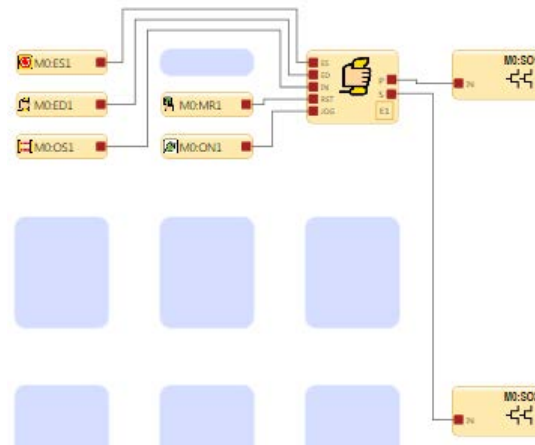 M0:ES1
M0:ED1
M0:OS1
M0:MR1
M0:ON1
ES
ED
IN
RST
JOG
P
S
E1
M0:SO
IN
M0:SO
IN